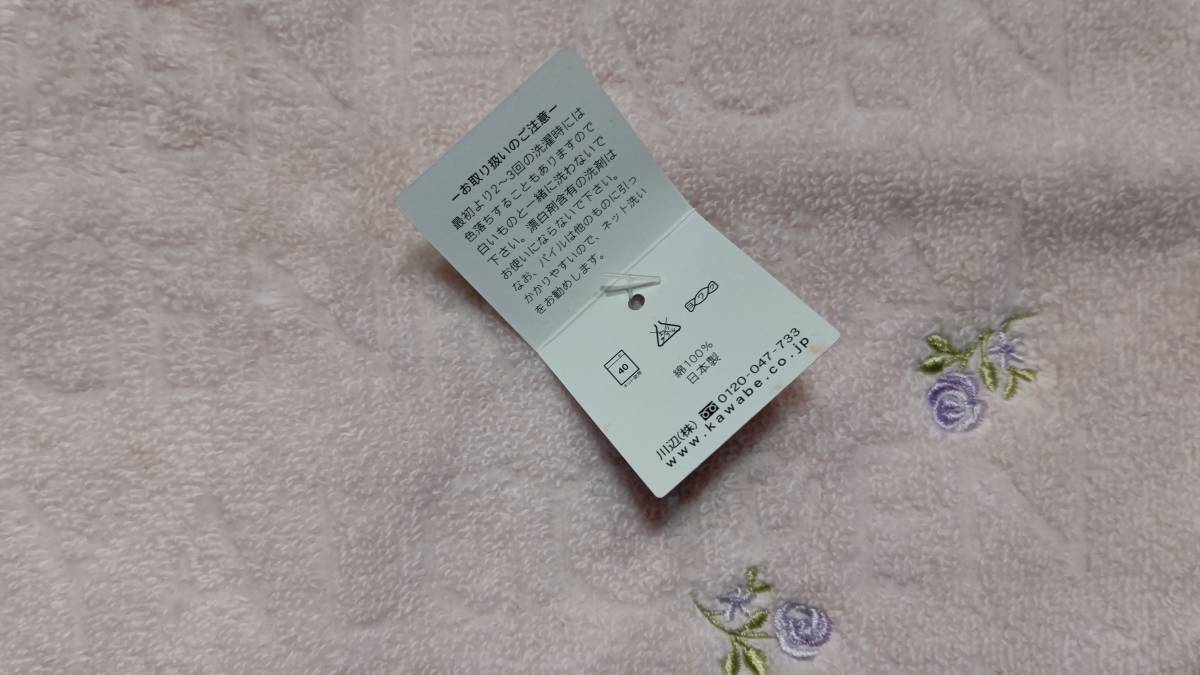 ーお取り扱いのご注意ー
最初より2〜3回の洗濯時には
色落ちすることもありますので
白いものと一緒に洗わないで
下さい。漂白剤含有の洗剤は
お使いにならないで下さい。
なお、パイルは他のものに引っ
かかりやすいので、ネット洗い
をお勧めします。
40
綿100%
日本製
川辺(株) 0120-047-733
www.kawabe.co.jp